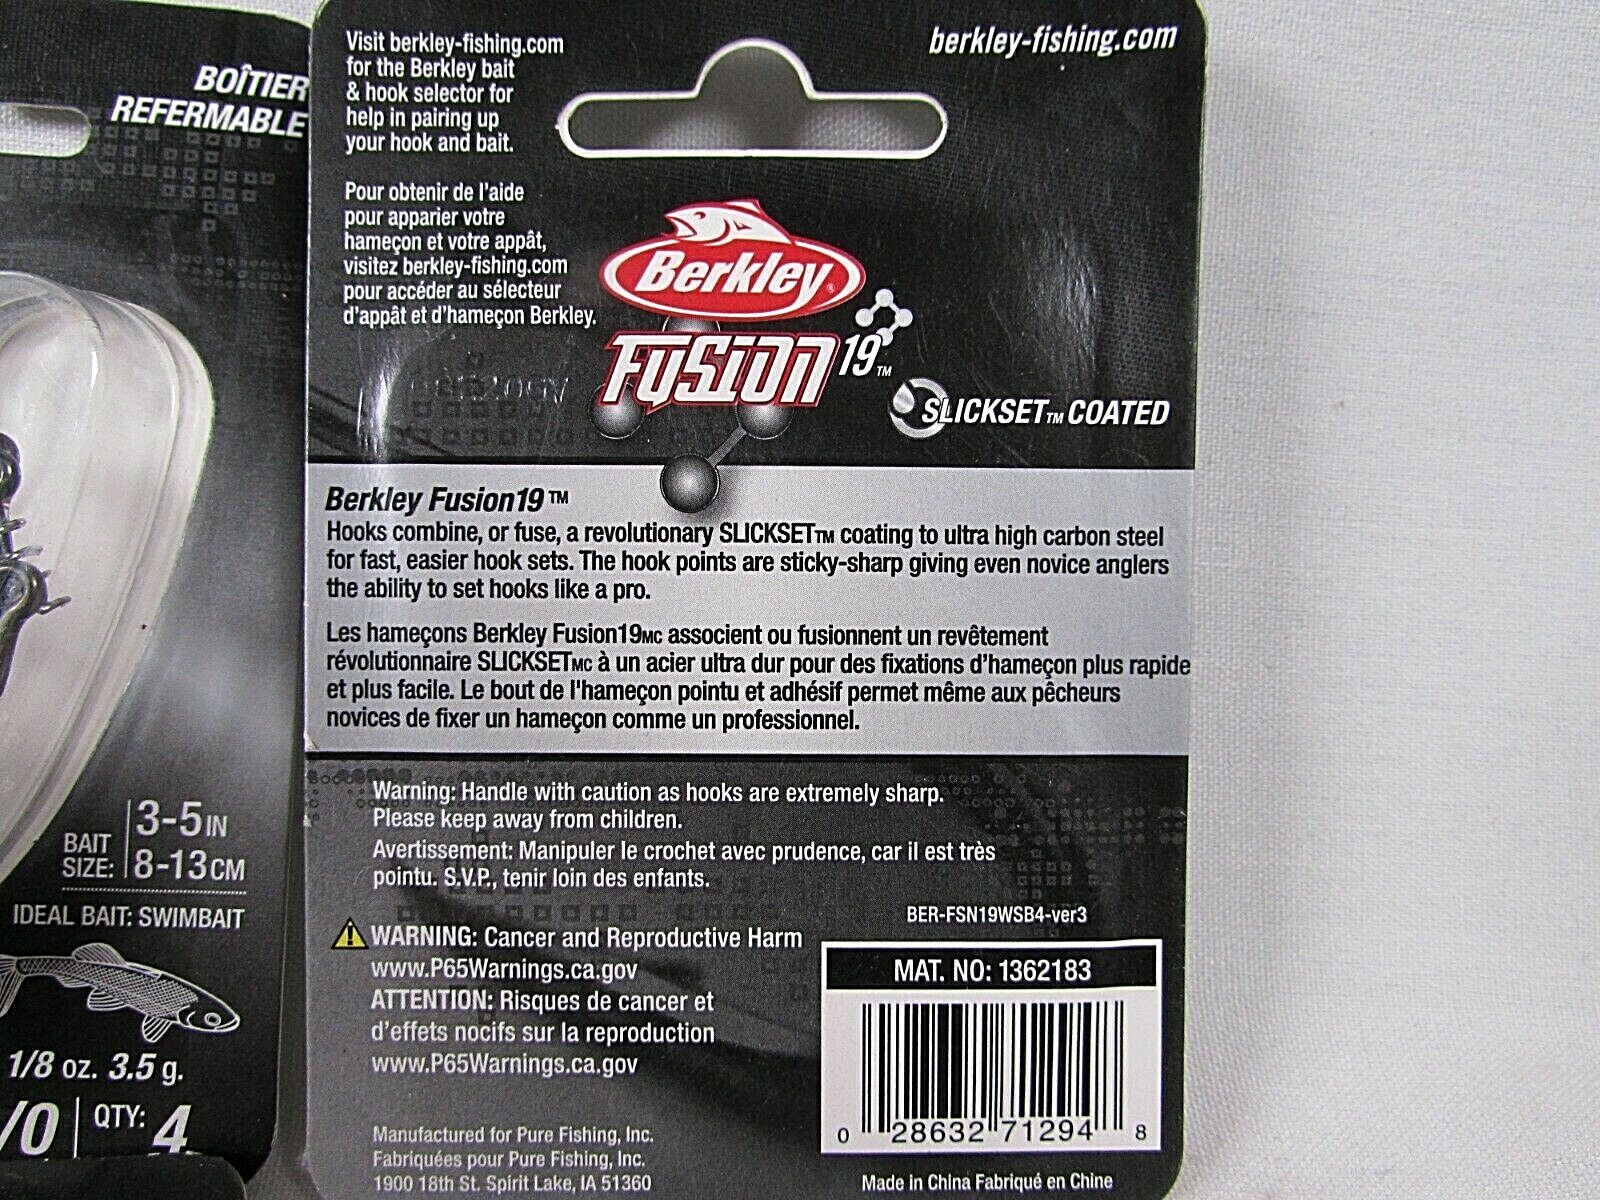 BOÎTIER
REFERMABLE
BAIT
SIZE:
3-5 IN
8-13 CM
IDEAL BAIT: SWIMBAIT
1/8 oz. 3.5 g.
/0
QTY: 4
Visit berkley-fishing.com
for the Berkley bait
& hook selector for
help in pairing up
your hook and bait.
Pour obtenir de l'aide
pour apparier votre
hameçon et votre appât,
visitez berkley-fishing.com
pour accéder au sélecteur
d'appât et d'hameçon Berkley.
berkley-fishing.com
Berkley®
Fusion19™
SLICKSET™ COATED
Berkley Fusion19™
Hooks combine, or fuse, a revolutionary SLICKSET™ coating to ultra high carbon steel
for fast, easier hook sets. The hook points are sticky-sharp giving even novice anglers
the ability to set hooks like a pro.
Les hameçons Berkley Fusion19MC associent ou fusionnent un revêtement
révolutionnaire SLICKSETMC à un acier ultra dur pour des fixations d'hameçon plus rapide
et plus facile. Le bout de l'hameçon pointu et adhésif permet même aux pêcheurs
novices de fixer un hameçon comme un professionnel.
Warning: Handle with caution as hooks are extremely sharp.
Please keep away from children.
Avertissement: Manipuler le crochet avec prudence, car il est très
pointu. S.V.P., tenir loin des enfants.
WARNING: Cancer and Reproductive Harm
www.P65Warnings.ca.gov
ATTENTION: Risques de cancer et
d'effets nocifs sur la reproduction
www.P65Warnings.ca.gov
Manufactured for Pure Fishing, Inc.
Fabriquées pour Pure Fishing, Inc.
1900 18th St. Spirit Lake, IA 51360
BER-FSN19WSB4-ver3
MAT. NO: 1362183
0 28632 71294 8
Made in China Fabriqué en Chine